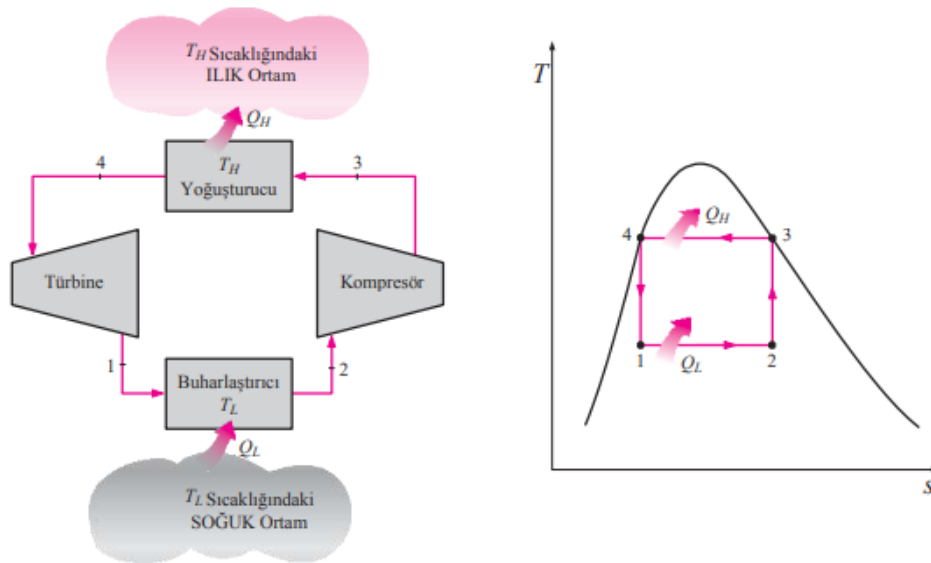 T_H Sıcaklığındaki
ILIK Ortam
Q_H
4
3
T_H
Yoğuşturucu
Türbine
Kompresör
1
2
Buharlaştırıcı
T_L
Q_L
T_L Sıcaklığındaki
SOĞUK Ortam
T
4
Q_H
3
1
Q_L
2
s